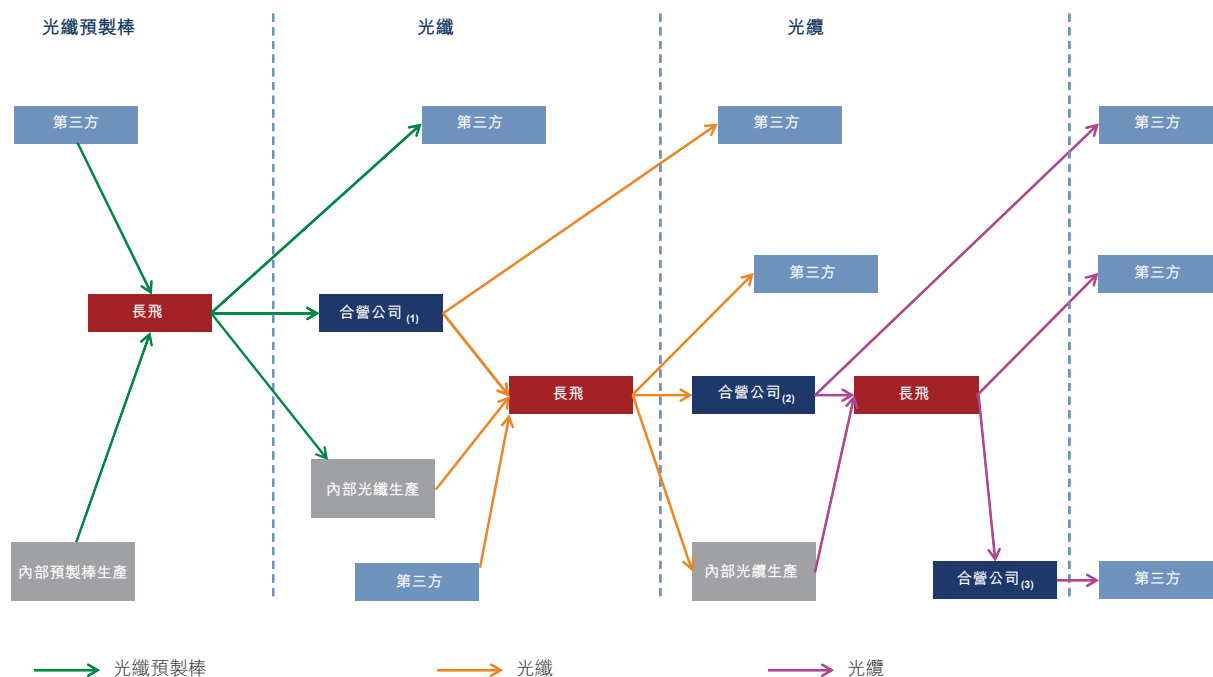 光纖預製棒
光纖
光纜
第三方
第三方
第三方
第三方
第三方
第三方
長飛
合營公司 (1)
長飛
合營公司(2)
長飛
內部光纖生產
內部預製棒生產
第三方
內部光纜生產
合營公司(3)
第三方
光纖預製棒
光纖
光纜